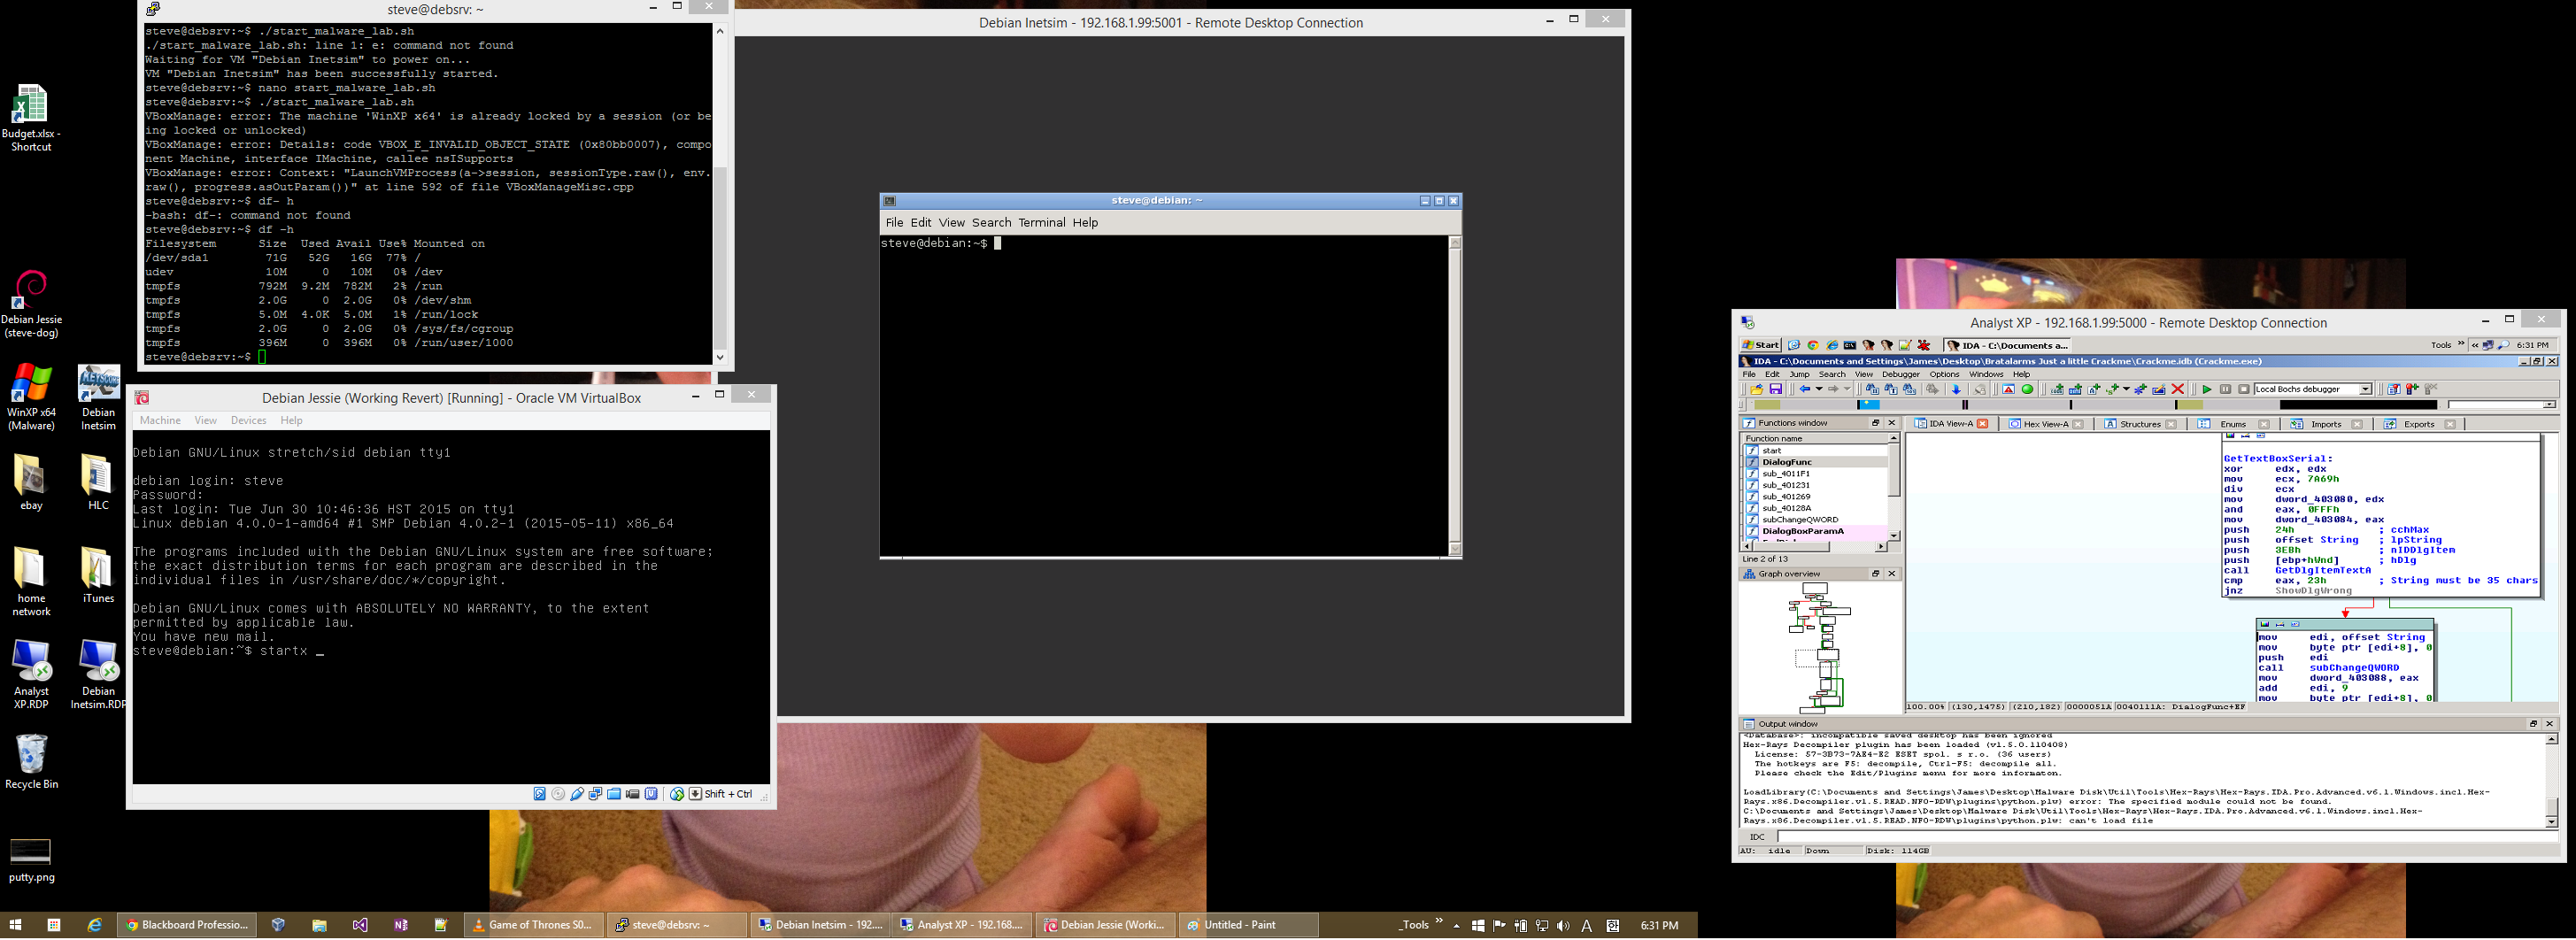 Budget.xlsx -
Shortcut
Debian Jessie
(steve-dog)
WinXP x64
(Malware)
Debian
Inetsim
ebay
HLC
home
network
iTunes
Analyst
XP.RDP
Debian
Inetsim.RDP
Recycle Bin
putty.png
steve@debsrv: ~
steve@debsrv:~$ ./start_malware_lab.sh
./start_malware_lab.sh: line 1: e: command not found
Waiting for VM "Debian Inetsim" to power on...
VM "Debian Inetsim" has been successfully started.
steve@debsrv:~$ nano start_malware_lab.sh
steve@debsrv:~$ ./start_malware_lab.sh
VBoxManage: error: The machine 'WinXP x64' is already locked by a session (or be
ing locked or unlocked)
VBoxManage: error: Details: code VBOX_E_INVALID_OBJECT_STATE (0x80bb0007), compo
nent Machine, interface IMachine, callee nsISupports
VBoxManage: error: Context: "LaunchVMProcess(a->session, sessionType.raw(), env.
raw(), progress.asOutParam())" at line 592 of file VBoxManageMisc.cpp
steve@debsrv:~$ df- h
-bash: df-: command not found
steve@debsrv:~$ df -h
Filesystem Size Used Avail Use% Mounted on
/dev/sda1 71G 52G 16G 77% /
udev 10M 0 10M 0% /dev
tmpfs 792M 9.2M 782M 2% /run
tmpfs 2.0G 0 2.0G 0% /dev/shm
tmpfs 5.0M 4.0K 5.0M 1% /run/lock
tmpfs 2.0G 0 2.0G 0% /sys/fs/cgroup
tmpfs 396M 0 396M 0% /run/user/1000
steve@debsrv:~$
Debian Jessie (Working Revert) [Running] - Oracle VM VirtualBox
Machine View Devices Help
Debian GNU/Linux stretch/sid debian tty1
debian login: steve
Password:
Last login: Tue Jun 30 10:46:36 HST 2015 on tty1
Linux debian 4.0.0-1-amd64 #1 SMP Debian 4.0.2-1 (2015-05-11) x86_64
The programs included with the Debian GNU/Linux system are free software;
the exact distribution terms for each program are described in the
individual files in /usr/share/doc/*/copyright.
Debian GNU/Linux comes with ABSOLUTELY NO WARRANTY, to the extent
permitted by applicable law.
You have new mail.
steve@debian:~$ startx _
Shift + Ctrl
Debian Inetsim - 192.168.1.99:5001 - Remote Desktop Connection
steve@debian: ~
File Edit View Search Terminal Help
steve@debian:~$
Analyst XP - 192.168.1.99:5000 - Remote Desktop Connection
Start
IDA - C:\Documents a...
Tools » « 6:31 PM
IDA - C:\Documents and Settings\James\Desktop\Bratalarms Just a little Crackme\Crackme.idb (Crackme.exe)
File Edit Jump Search View Debugger Options Windows Help
Local Bochs debugger
Functions window
Function name
start
DialogFunc
sub_4011F1
sub_401231
sub_401269
sub_40128A
subChangeQWORD
DialogBoxParamA
Line 2 of 13
Graph overview
IDA View-A Hex View-A Structures Enums Imports Exports
GetTextBoxSerial:
xor edx, edx
mov ecx, 7A69h
div ecx
mov dword_403080, edx
and eax, 0FFFh
mov dword_403084, eax
push 24h ; cchMax
push offset String ; lpString
push 3EBh ; nIDDlgItem
push [ebp+hWnd] ; hDlg
call GetDlgItemTextA
cmp eax, 23h ; String must be 35 chars
jnz ShowDlgWrong
mov edi, offset String
mov byte ptr [edi+8], 0
push edi
call subChangeQWORD
mov dword_403088, eax
add edi, 9
mov byte ptr [edi+8], 0
100.00% (130,1475) (210,182) 0000051A 0040111A: DialogFunc+EF
Output window
<Database>: incompatible saved desktop has been ignored
Hex-Rays Decompiler plugin has been loaded (v1.5.0.110408)
License: 57-3B73-7AE4-E2 ESET spol. s r.o. (36 users)
The hotkeys are F5: decompile, Ctrl-F5: decompile all.
Please check the Edit/Plugins menu for more informaton.
LoadLibrary(C:\Documents and Settings\James\Desktop\Malware Disk\Util\Tools\Hex-Rays\Hex-Rays.IDA.Pro.Advanced.v6.1.Windows.incl.Hex-
Rays.x86.Decompiler.v1.5.READ.NFO-RDW\plugins\python.plw) error: The specified module could not be found.
C:\Documents and Settings\James\Desktop\Malware Disk\Util\Tools\Hex-Rays\Hex-Rays.IDA.Pro.Advanced.v6.1.Windows.incl.Hex-
Rays.x86.Decompiler.v1.5.READ.NFO-RDW\plugins\python.plw: can't load file
IDC
AU: idle Down Disk: 114GB
Blackboard Professio...
Game of Thrones S0...
steve@debsrv: ~
Debian Inetsim - 192....
Analyst XP - 192.168....
Debian Jessie (Worki...
Untitled - Paint
_Tools »
A
6:31 PM